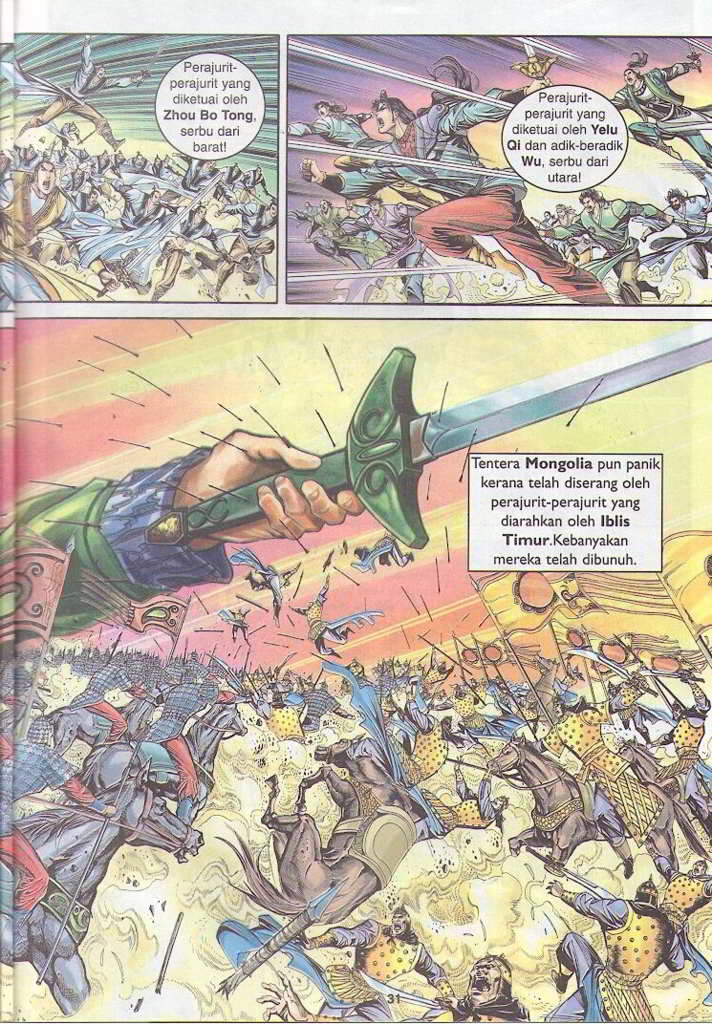 Perajurit-
perajurit yang
diketuai oleh
Zhou Bo Tong,
serbu dari
barat!
Perajurit-
perajurit yang
diketuai oleh Yelu
Qi dan adik-beradik
Wu, serbu dari
utara!
Tentera Mongolia pun panik
kerana telah diserang oleh
perajurit-perajurit yang
diarahkan oleh Iblis
Timur.Kebanyakan
mereka telah dibunuh.
31